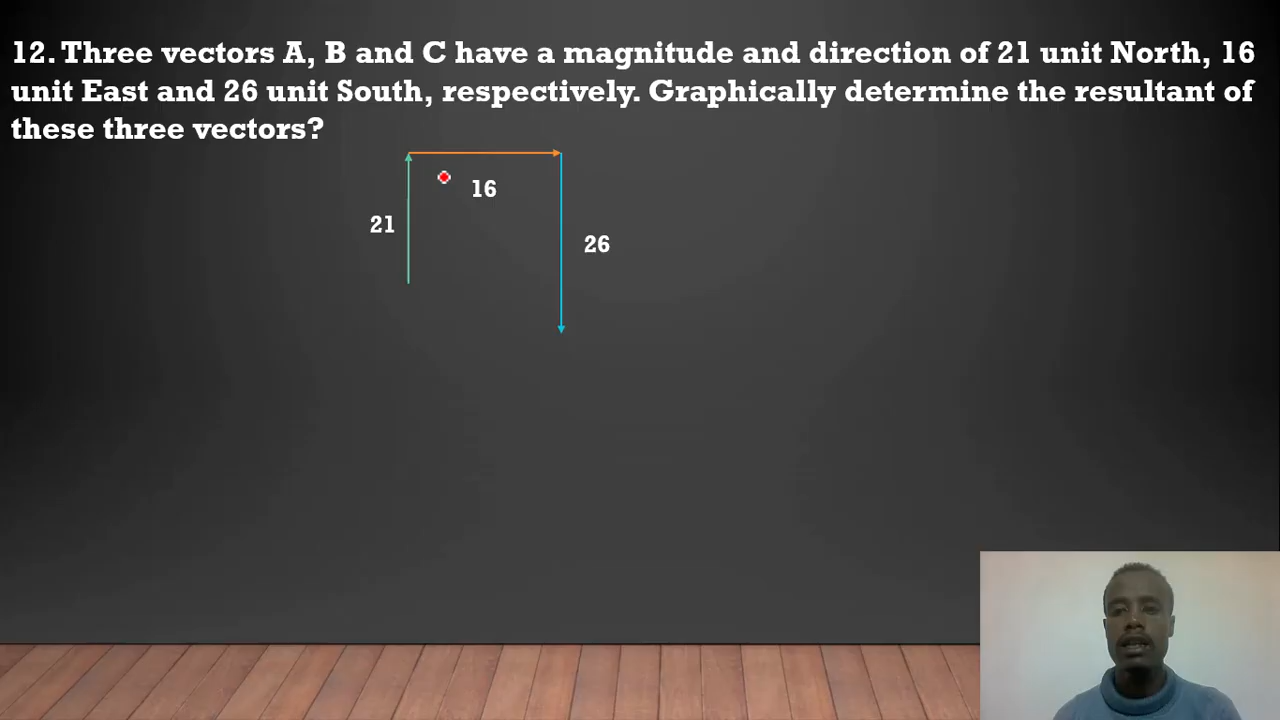 12. Three vectors A, B and C have a magnitude and direction of 21 unit North, 16
unit East and 26 unit South, respectively. Graphically determine the resultant of
these three vectors?
16
21
26